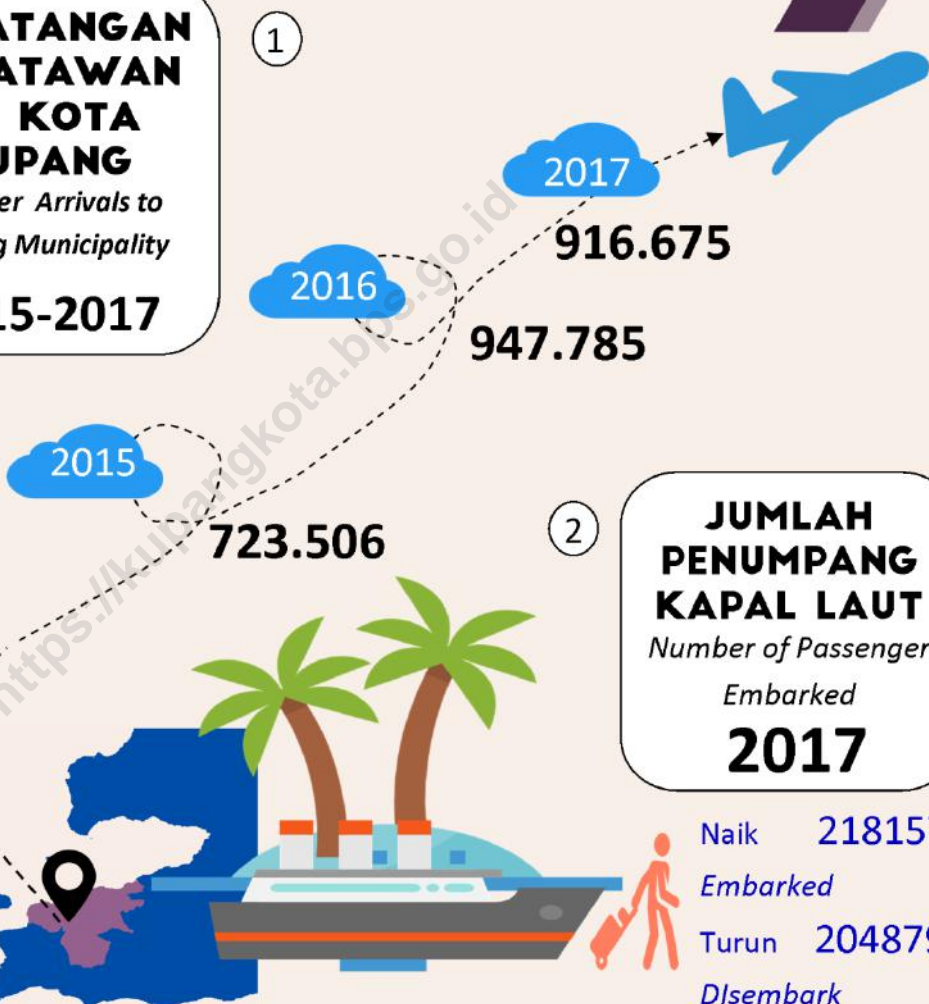 ATANGAN
ATAWAN
KOTA
UPANG
er Arrivals to
g Municipality
15-2017
1
2017
916.675
2016
947.785
2015
723.506
https://kupangkota.bps.go.id
2
JUMLAH
PENUMPANG
KAPAL LAUT
Number of Passenger
Embarked
2017
Naik 21815
Embarked
Turun 204879
DIsembark